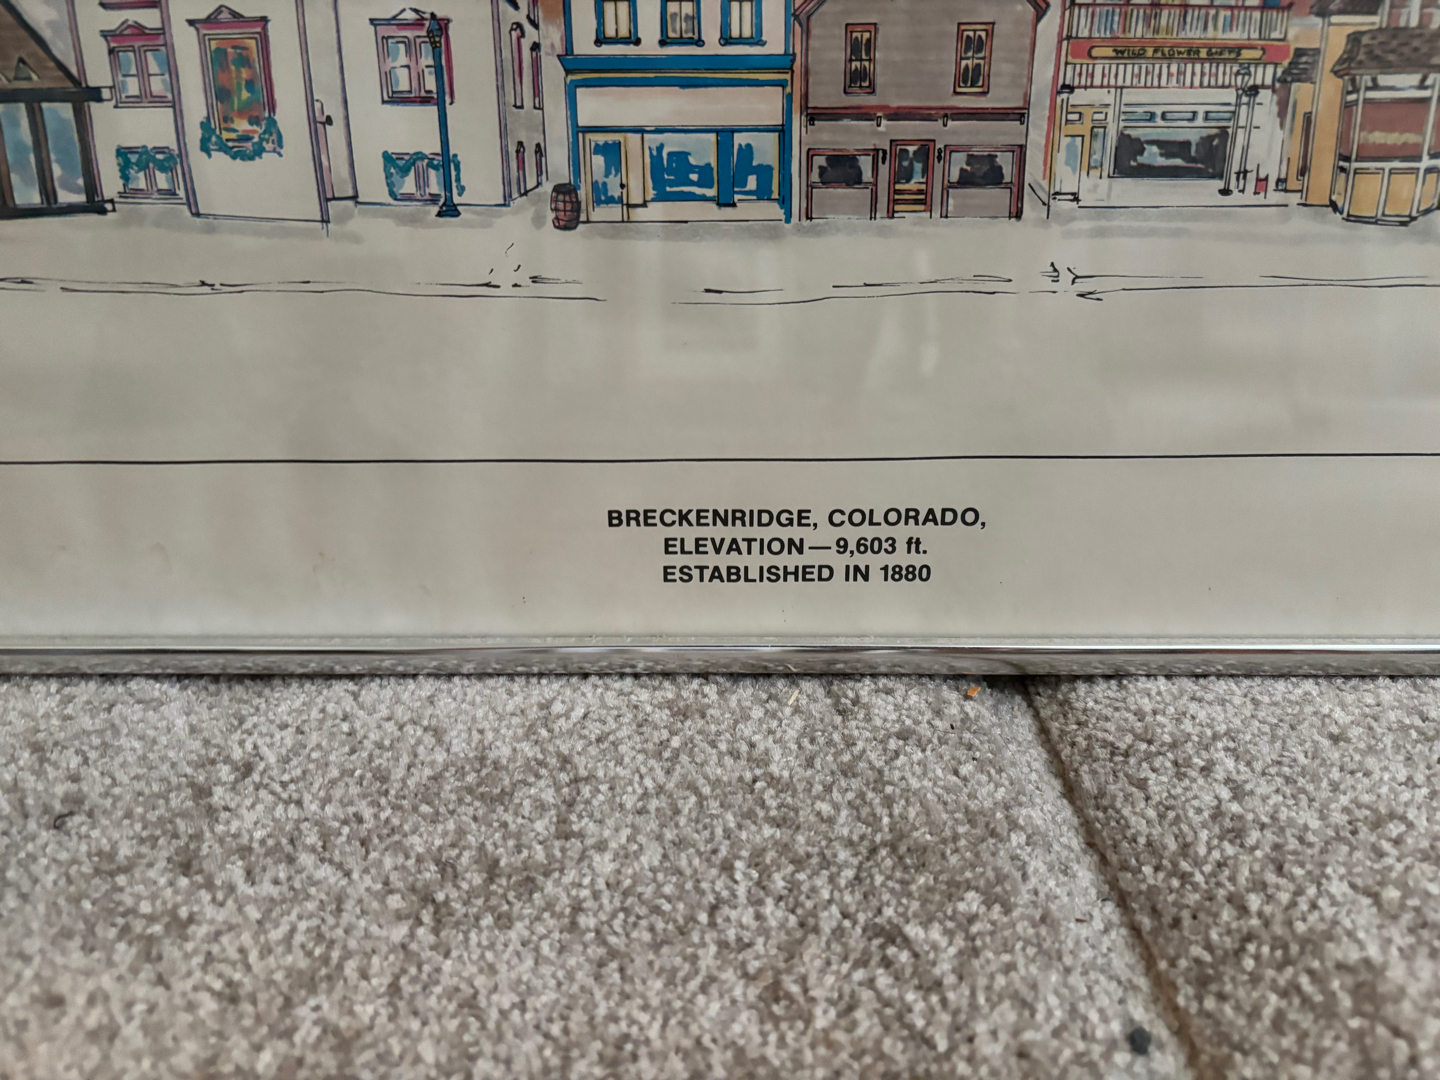 WILD FLOWER GIFTS
BRECKENRIDGE, COLORADO,
ELEVATION—9,603 ft.
ESTABLISHED IN 1880